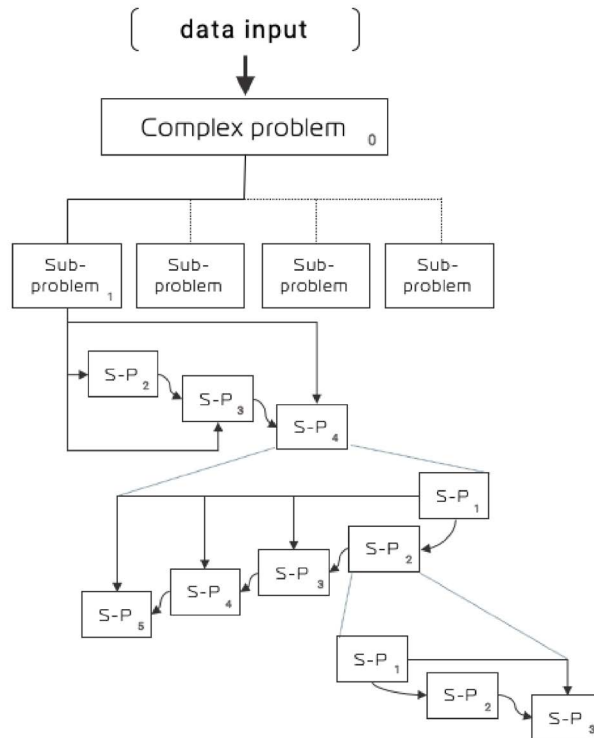 data input
Complex problem 0
Sub-
problem 1
Sub-
problem
Sub-
problem
Sub-
problem
S-P 2
S-P 3
S-P 4
S-P 1
S-P 2
S-P 3
S-P 4
S-P 5
S-P 1
S-P 2
S-P 3